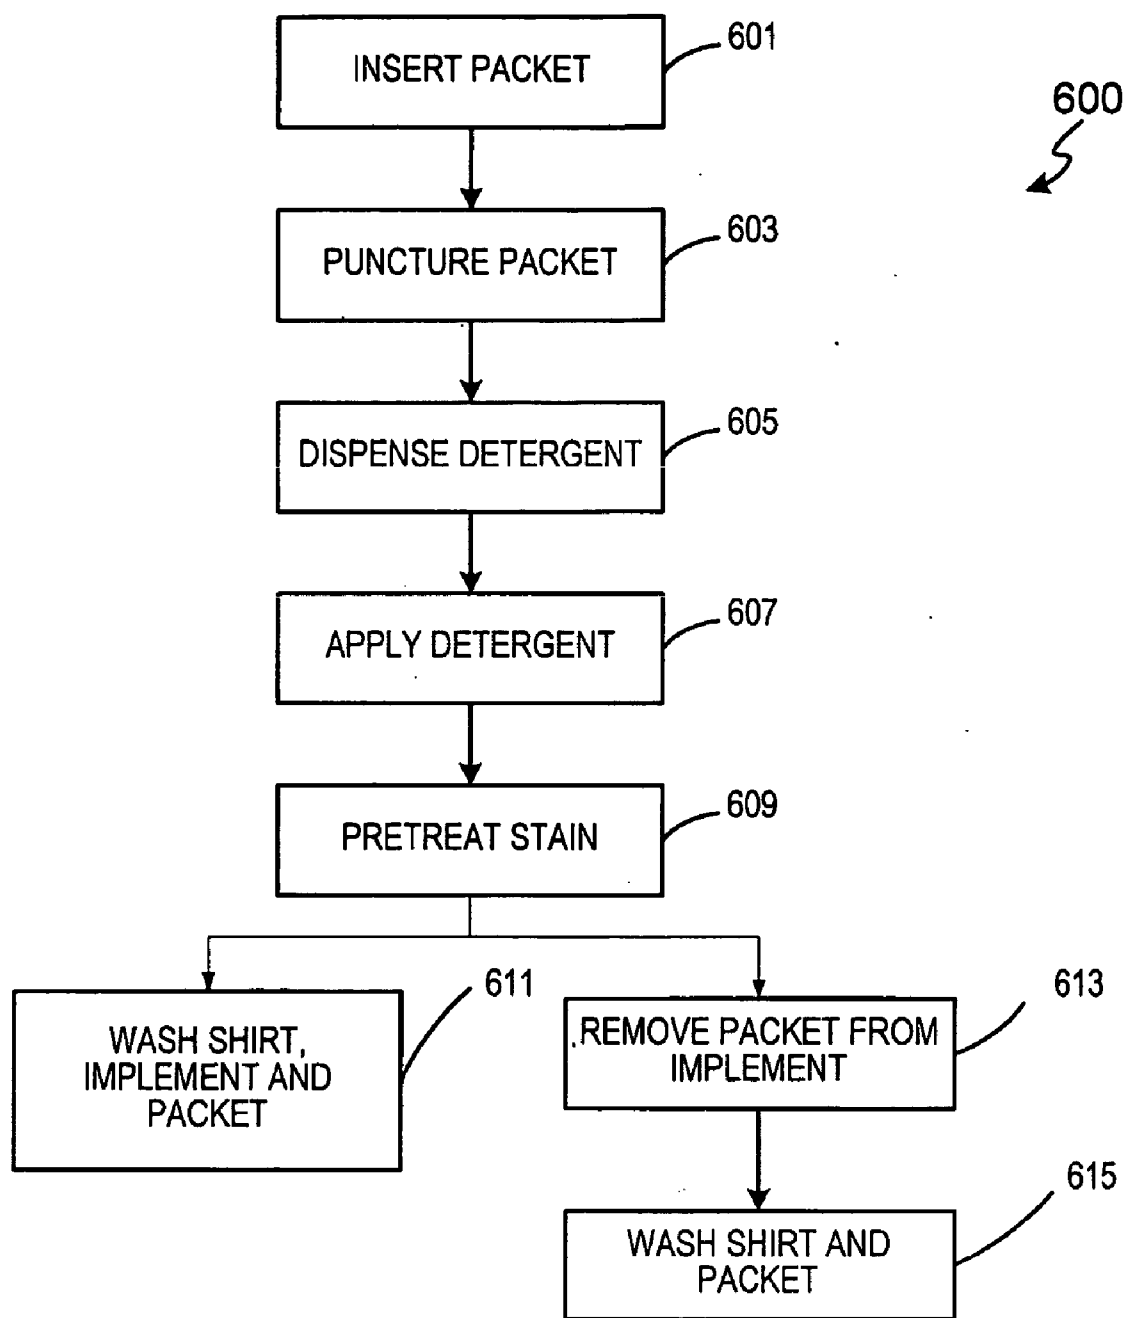 INSERT PACKET
601
600
PUNCTURE PACKET
603
DISPENSE DETERGENT
605
APPLY DETERGENT
607
PRETREAT STAIN
609
WASH SHIRT,
IMPLEMENT AND
PACKET
611
REMOVE PACKET FROM
IMPLEMENT
613
WASH SHIRT AND
PACKET
615